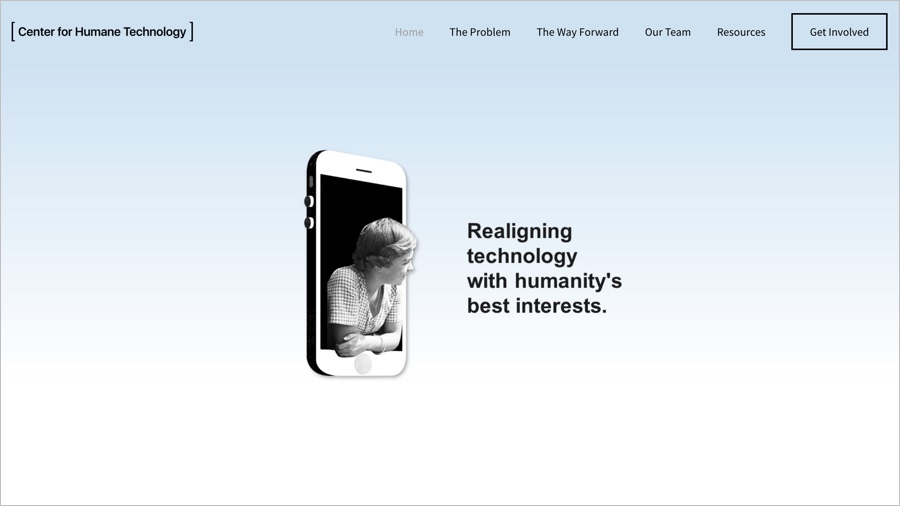 [Center for Humane Technology]
Home
The Problem
The Way Forward
Our Team
Resources
Get Involved
Realigning
technology
with humanity's
best interests.